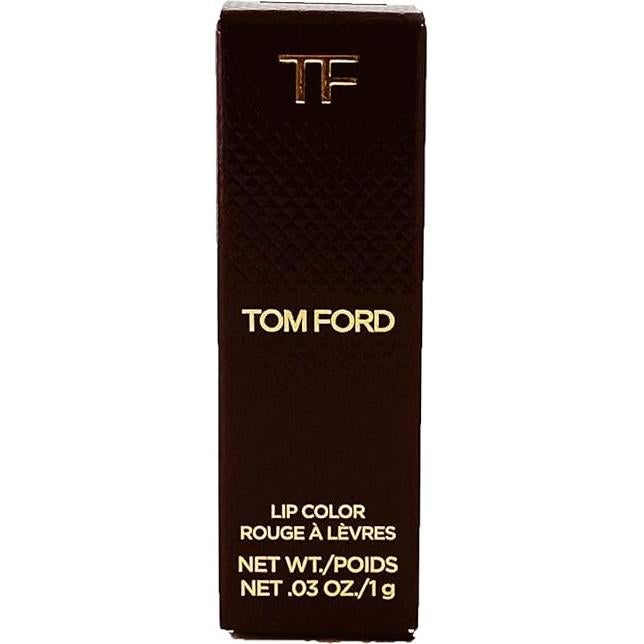 TF
TOM FORD
LIP COLOR
ROUGE À LÈVRES
NET WT./POIDS
NET .03 OZ./1 g